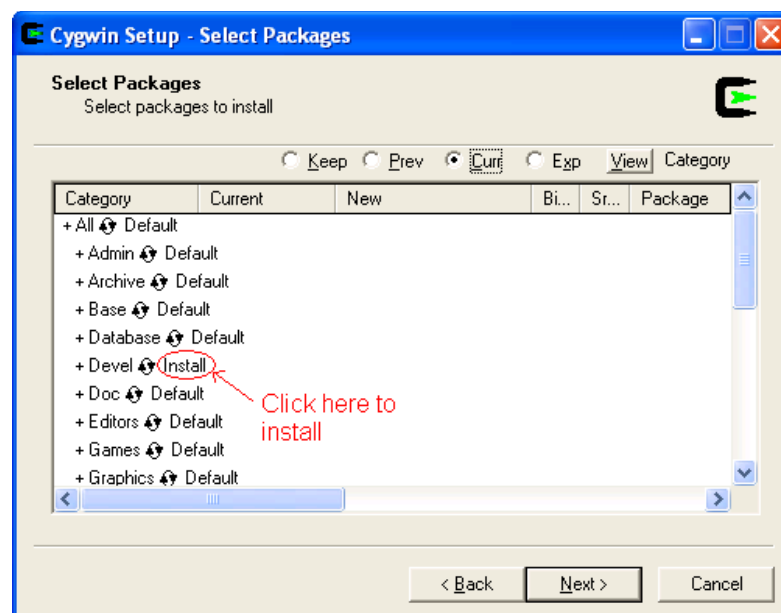 Cygwin Setup - Select Packages
Select Packages
Select packages to install
Keep Prev Curr Exp View Category
Category Current New Bi... Sr... Package
+ All Default
+ Admin Default
+ Archive Default
+ Base Default
+ Database Default
+ Devel Install
+ Doc Default
Click here to
install
+ Editors Default
+ Games Default
+ Graphics Default
< Back Next > Cancel